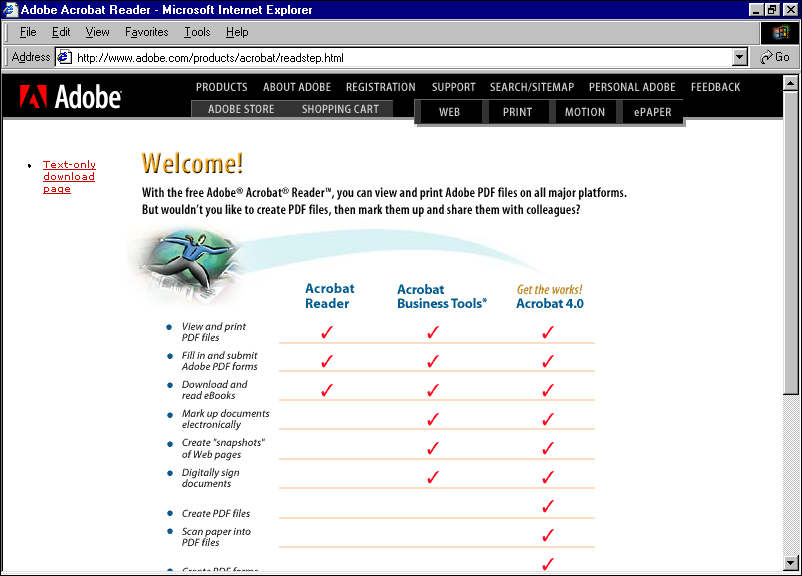 Adobe Acrobat Reader - Microsoft Internet Explorer
File Edit View Favorites Tools Help
Address http://www.adobe.com/products/acrobat/readstep.html Go
Adobe
PRODUCTS ABOUT ADOBE REGISTRATION SUPPORT SEARCH/SITEMAP PERSONAL ADOBE FEEDBACK
ADOBE STORE SHOPPING CART WEB PRINT MOTION ePAPER
Text-only
download
page
Welcome!
With the free Adobe® Acrobat® Reader™, you can view and print Adobe PDF files on all major platforms.
But wouldn't you like to create PDF files, then mark them up and share them with colleagues?
Acrobat
Reader
Acrobat
Business Tools*
Get the works!
Acrobat 4.0
View and print
PDF files
Fill in and submit
Adobe PDF forms
Download and
read eBooks
Mark up documents
electronically
Create "snapshots"
of Web pages
Digitally sign
documents
Create PDF files
Scan paper into
PDF files
Create PDF forms